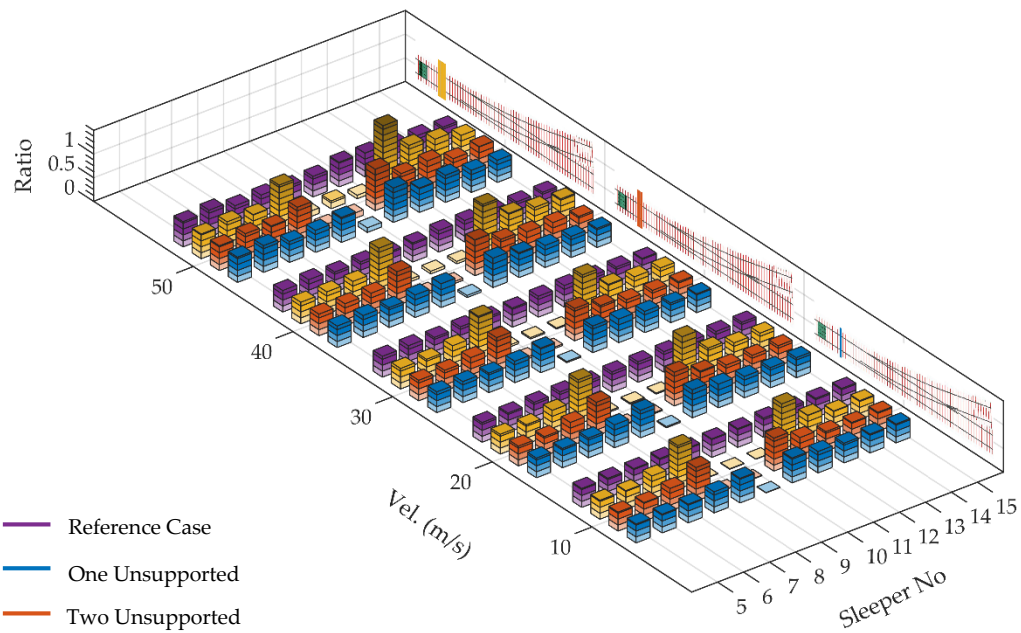 Ratio
1
0.5
0
50
40
30
20
10
Vel. (m/s)
5 6 7 8 9 10 11 12 13 14 15
Sleeper No
Reference Case
One Unsupported
Two Unsupported